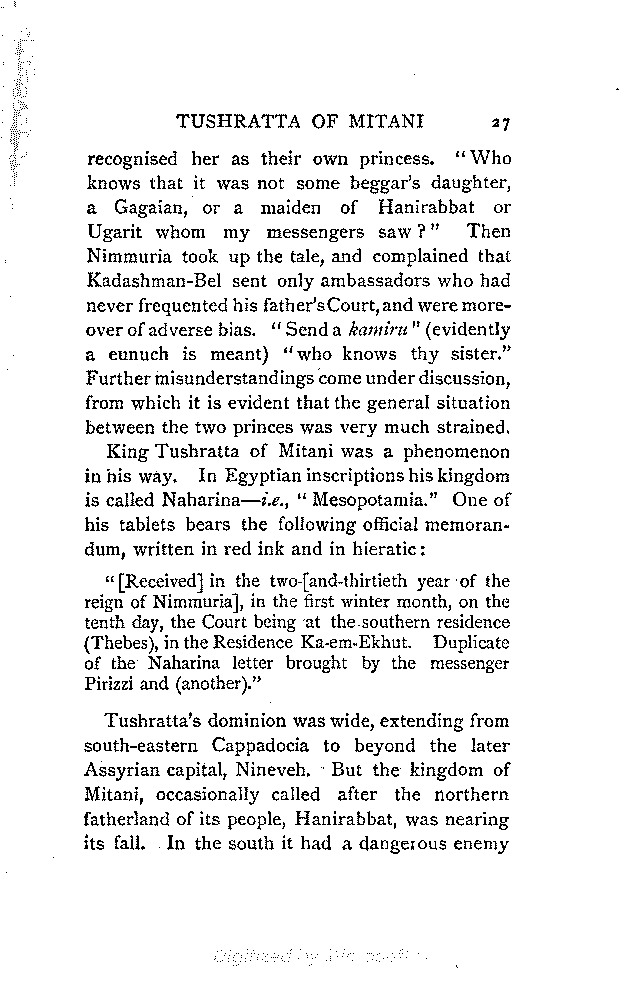 TUSHRATTA OF MITANI 27
recognised her as their own princess. "Who
knows that it was not some beggar's daughter,
a Gagaian, or a maiden of Hanirabbat or
Ugarit whom my messengers saw?" Then
Nimmuria took up the tale, and complained that
Kadashman-Bel sent only ambassadors who had
never frequented his father's Court, and were more-
over of adverse bias. "Send a kamiru" (evidently
a eunuch is meant) "who knows thy sister."
Further misunderstandings come under discussion,
from which it is evident that the general situation
between the two princes was very much strained.
King Tushratta of Mitani was a phenomenon
in his way. In Egyptian inscriptions his kingdom
is called Naharina—i.e., "Mesopotamia." One of
his tablets bears the following official memoran-
dum, written in red ink and in hieratic:
"[Received] in the two-[and-thirtieth year of the
reign of Nimmuria], in the first winter month, on the
tenth day, the Court being at the southern residence
(Thebes), in the Residence Ka-em-Ekhut. Duplicate
of the Naharina letter brought by the messenger
Pirizzi and (another)."
Tushratta's dominion was wide, extending from
south-eastern Cappadocia to beyond the later
Assyrian capital, Nineveh. But the kingdom of
Mitani, occasionally called after the northern
fatherland of its people, Hanirabbat, was nearing
its fall. In the south it had a dangerous enemy
Digitized by